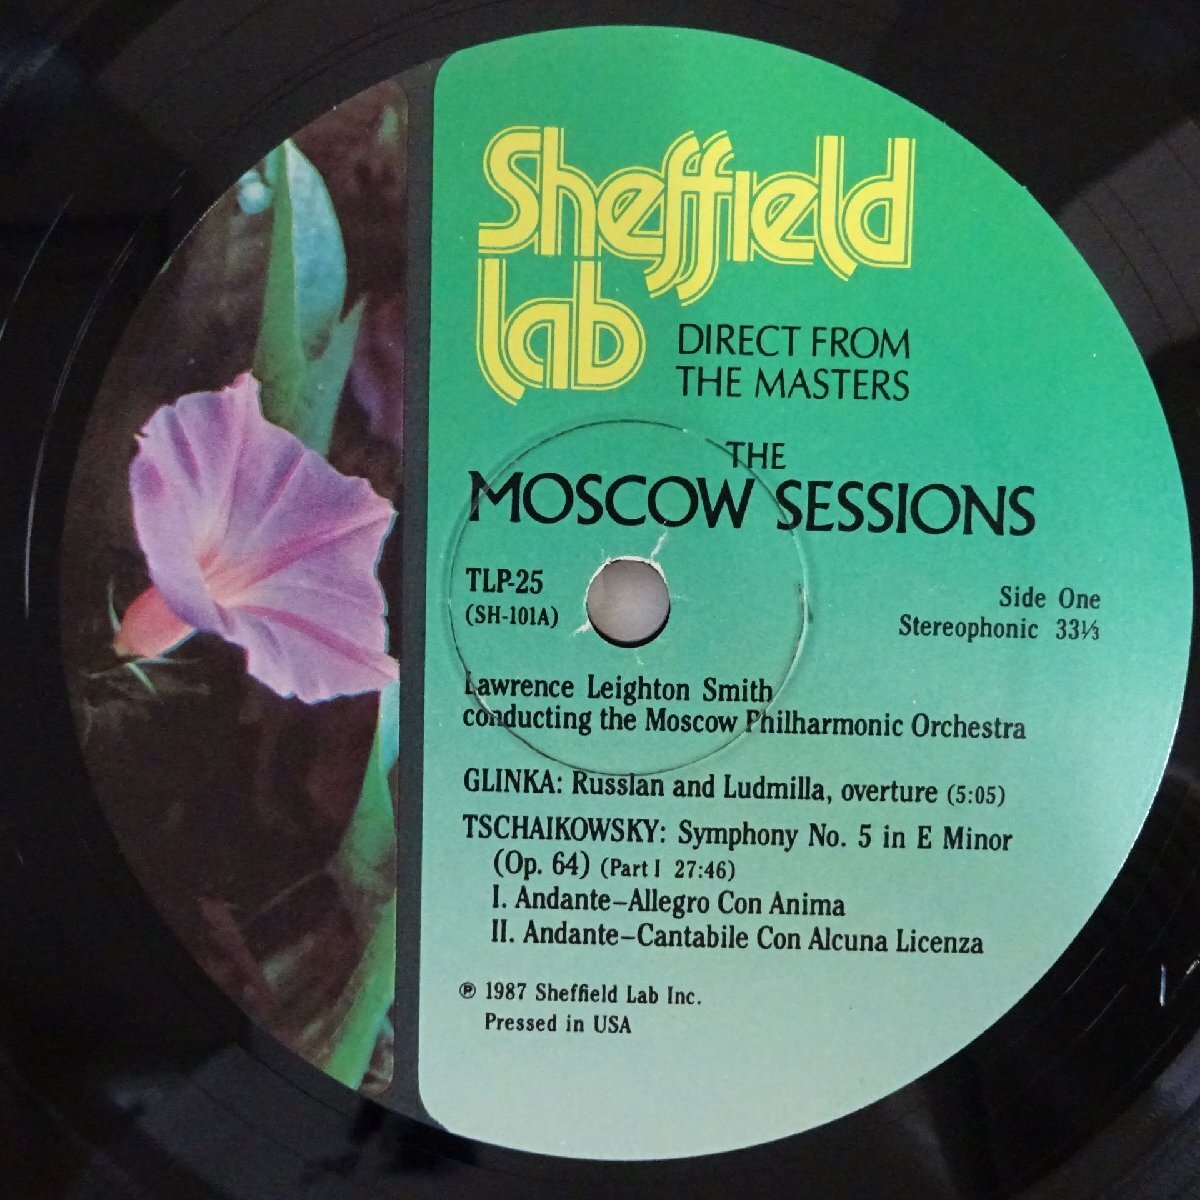 Sheffield
lab
DIRECT FROM
THE MASTERS
THE
MOSCOW SESSIONS
TLP-25
(SH-101A)
Side One
Stereophonic 33⅓
Lawrence Leighton Smith
conducting the Moscow Philharmonic Orchestra
GLINKA: Russlan and Ludmilla, overture (5:05)
TSCHAIKOWSKY: Symphony No. 5 in E Minor
(Op. 64) (Part I 27:46)
I. Andante–Allegro Con Anima
II. Andante–Cantabile Con Alcuna Licenza
℗ 1987 Sheffield Lab Inc.
Pressed in USA